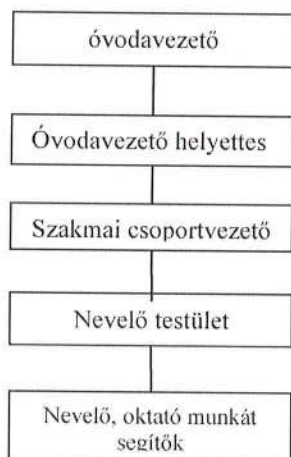 óvodavezető
Óvodavezető helyettes
Szakmai csoportvezető
Nevelő testület
Nevelő, oktató munkát
segítők